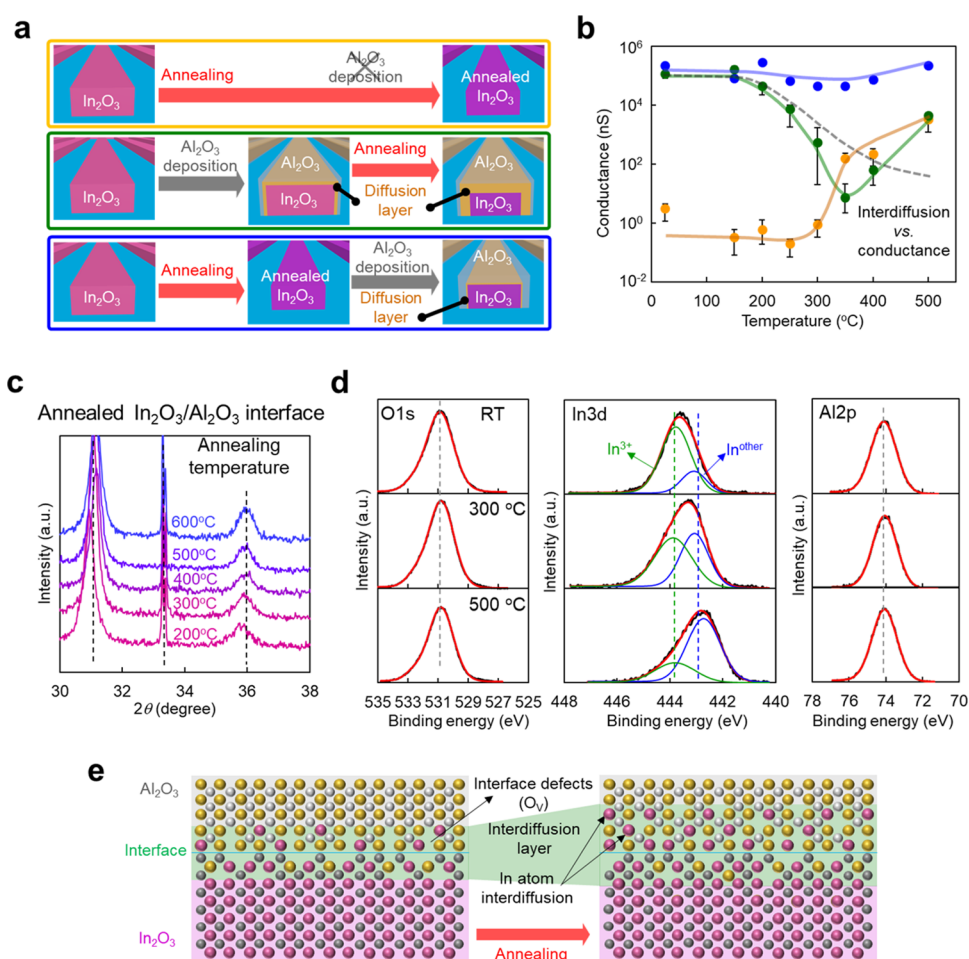 a
In2O3
Annealing
Al2O3
deposition
Annealed
In2O3
In2O3
Al2O3
deposition
Al2O3
In2O3
Annealing
Diffusion
layer
Al2O3
In2O3
In2O3
Annealing
Annealed
In2O3
Al2O3
deposition
Diffusion
layer
Al2O3
In2O3
b
Conductance (nS)
10^6
10^4
10^2
10^0
10^-2
0 100 200 300 400 500
Temperature (°C)
Interdiffusion
vs.
conductance
c
Annealed In2O3/Al2O3 interface
Annealing
temperature
600°C
500°C
400°C
300°C
200°C
Intensity (a.u.)
30 32 34 36 38
2θ (degree)
d
O1s RT
300 °C
500 °C
Intensity (a.u.)
535 533 531 529 527 525
Binding energy (eV)
In3d
In3+
In^other
Intensity (a.u.)
448 446 444 442 440
Binding energy (eV)
Al2p
Intensity (a.u.)
78 76 74 72 70
Binding energy (eV)
e
Al2O3
Interface
In2O3
Interface defects
(OV)
Interdiffusion
layer
In atom
interdiffusion
Annealing